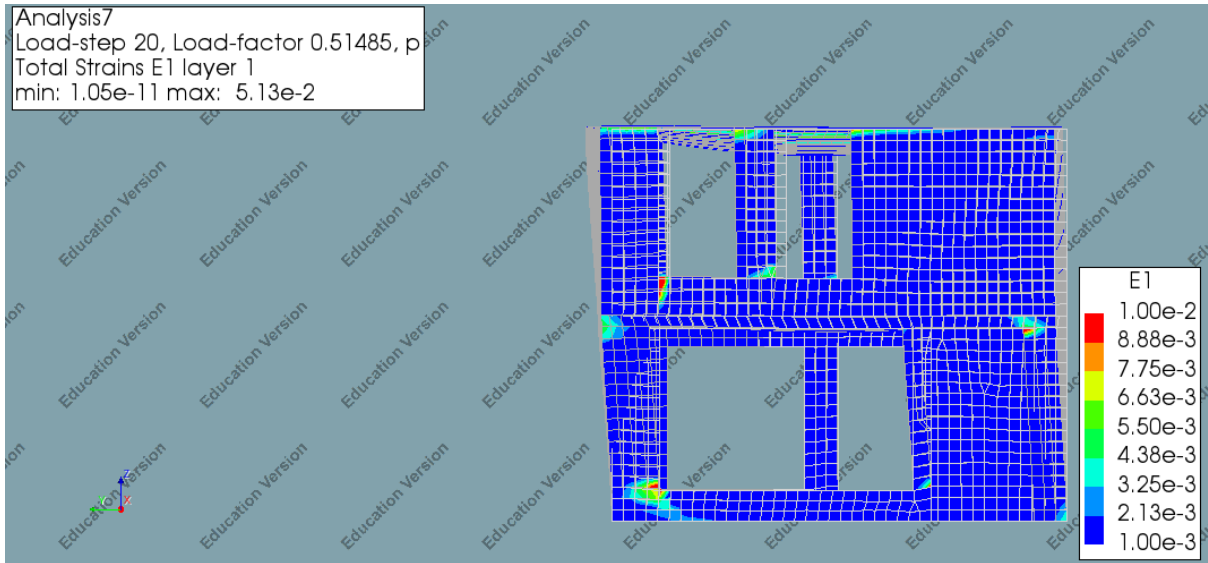 Analysis7
Load-step 20, Load-factor 0.51485, p
Total Strains E1 layer 1
min: 1.05e-11 max: 5.13e-2
Education Version
E1
1.00e-2
8.88e-3
7.75e-3
6.63e-3
5.50e-3
4.38e-3
3.25e-3
2.13e-3
1.00e-3
Z
Y
X